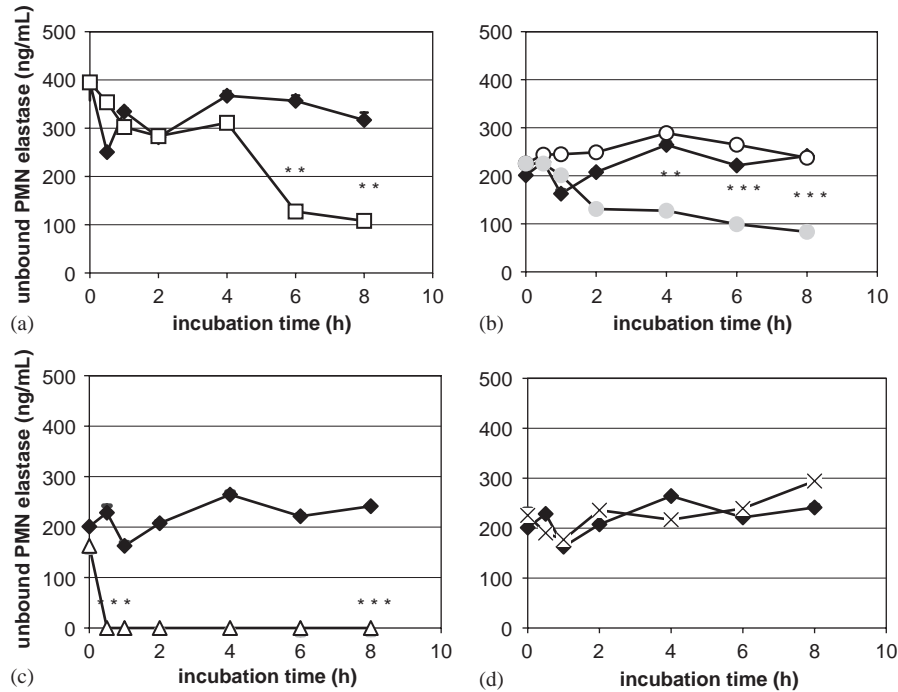 500
400
300
200
100
0
unbound PMN elastase (ng/mL)
* *
* *
0 2 4 6 8 10
(a) incubation time (h)
500
400
300
200
100
0
* *
* * *
* * *
0 2 4 6 8 10
(b) incubation time (h)
500
400
300
200
100
0
unbound PMN elastase (ng/mL)
* * *
* * *
0 2 4 6 8 10
(c) incubation time (h)
500
400
300
200
100
0
0 2 4 6 8 10
(d) incubation time (h)